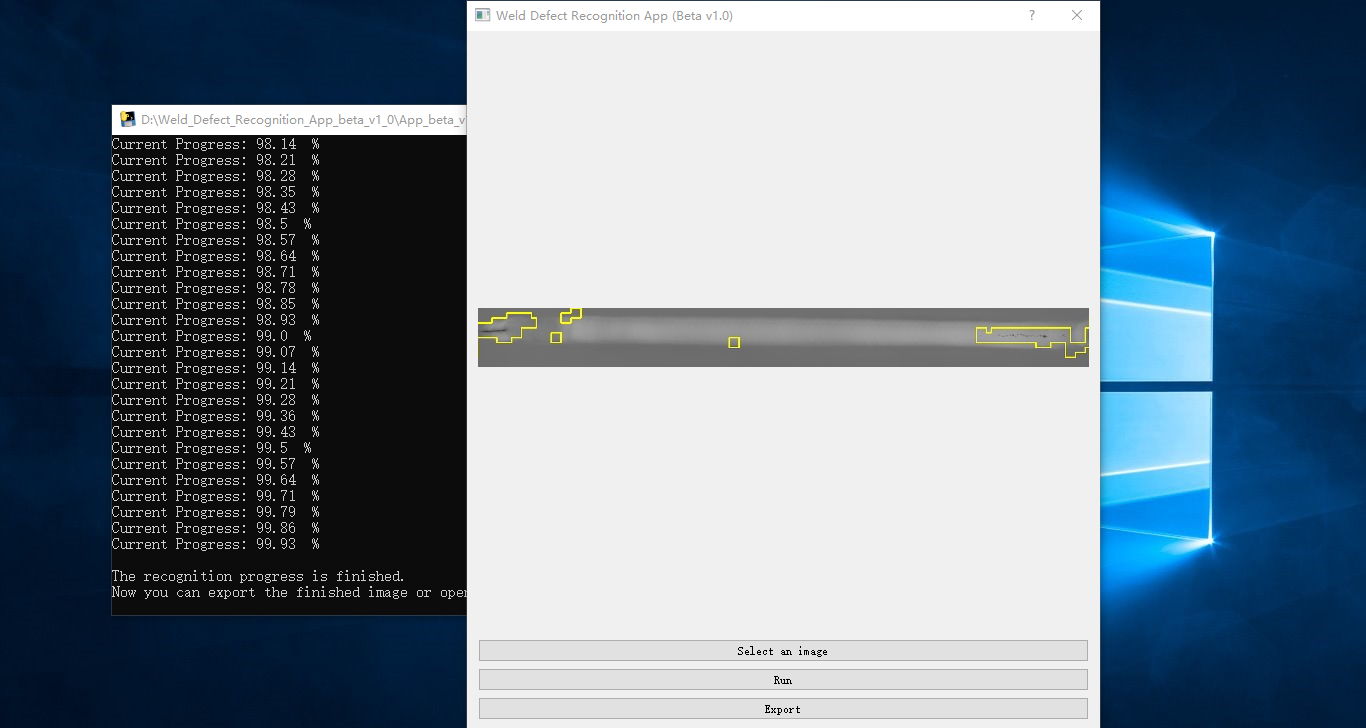 Weld Defect Recognition App (Beta v1.0)
?
D:\Weld_Defect_Recognition_App_beta_v1_0\App_beta_v
Current Progress: 98.14  %
Current Progress: 98.21  %
Current Progress: 98.28  %
Current Progress: 98.35  %
Current Progress: 98.43  %
Current Progress: 98.5  %
Current Progress: 98.57  %
Current Progress: 98.64  %
Current Progress: 98.71  %
Current Progress: 98.78  %
Current Progress: 98.85  %
Current Progress: 98.93  %
Current Progress: 99.0  %
Current Progress: 99.07  %
Current Progress: 99.14  %
Current Progress: 99.21  %
Current Progress: 99.28  %
Current Progress: 99.36  %
Current Progress: 99.43  %
Current Progress: 99.5  %
Current Progress: 99.57  %
Current Progress: 99.64  %
Current Progress: 99.71  %
Current Progress: 99.79  %
Current Progress: 99.86  %
Current Progress: 99.93  %
The recognition progress is finished.
Now you can export the finished image or open
Select an image
Run
Export